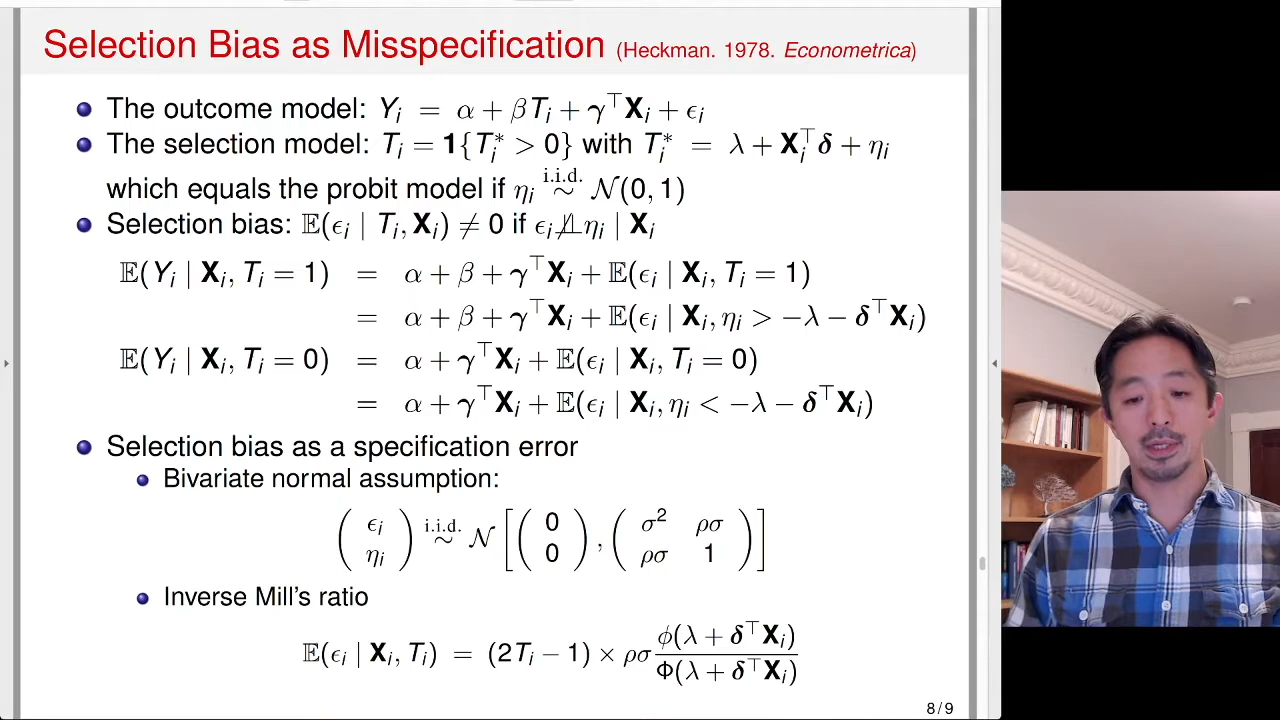 Selection Bias as Misspecification (Heckman. 1978. Econometrica)
The outcome model: Yᵢ = α + βTᵢ + γ⊤Xᵢ + ϵᵢ
The selection model: Tᵢ = 1{Tᵢ* > 0} with Tᵢ* = λ + Xᵢ⊤δ + ηᵢ
which equals the probit model if ηᵢ i.i.d. ∼ 𝒩(0, 1)
Selection bias: 𝔼(ϵᵢ | Tᵢ, Xᵢ) ≠ 0 if ϵᵢ ⫫̸ ηᵢ | Xᵢ
𝔼(Yᵢ | Xᵢ, Tᵢ = 1) = α + β + γ⊤Xᵢ + 𝔼(ϵᵢ | Xᵢ, Tᵢ = 1)
= α + β + γ⊤Xᵢ + 𝔼(ϵᵢ | Xᵢ, ηᵢ > −λ − δ⊤Xᵢ)
𝔼(Yᵢ | Xᵢ, Tᵢ = 0) = α + γ⊤Xᵢ + 𝔼(ϵᵢ | Xᵢ, Tᵢ = 0)
= α + γ⊤Xᵢ + 𝔼(ϵᵢ | Xᵢ, ηᵢ < −λ − δ⊤Xᵢ)
Selection bias as a specification error
Bivariate normal assumption:
( ϵᵢ ηᵢ ) i.i.d. ∼ 𝒩 [ ( 0 0 ) , ( σ² ρσ ρσ 1 ) ]
Inverse Mill's ratio
𝔼(ϵᵢ | Xᵢ, Tᵢ) = (2Tᵢ − 1) × ρσ ϕ(λ + δ⊤Xᵢ) / Φ(λ + δ⊤Xᵢ)
8 / 9